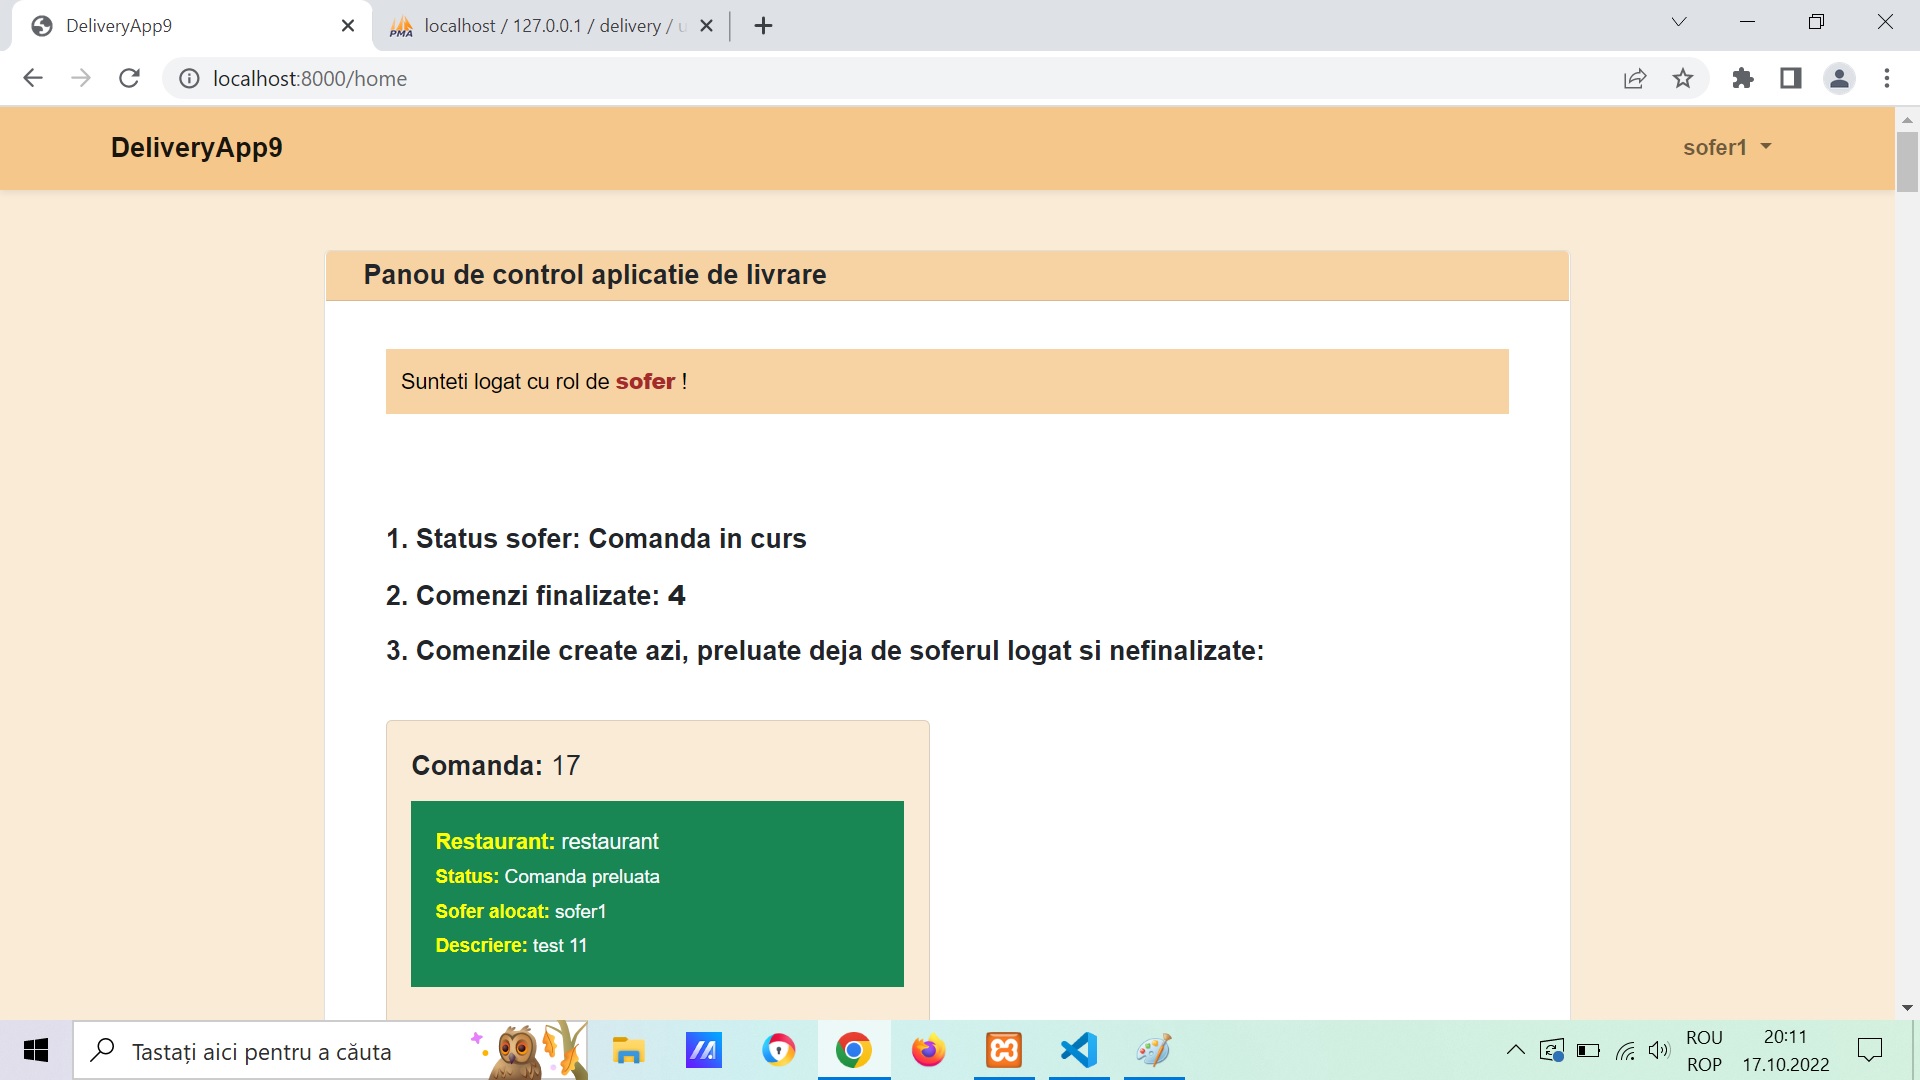 DeliveryApp9
PMA
localhost / 127.0.0.1 / delivery /
localhost:8000/home
DeliveryApp9
sofer1
Panou de control aplicatie de livrare
Sunteti logat cu rol de sofer !
1. Status sofer: Comanda in curs
2. Comenzi finalizate: 4
3. Comenzile create azi, preluate deja de soferul logat si nefinalizate:
Comanda: 17
Restaurant: restaurant
Status: Comanda preluata
Sofer alocat: sofer1
Descriere: test 11
Tastați aici pentru a căuta
ROU
ROP
20:11
17.10.2022